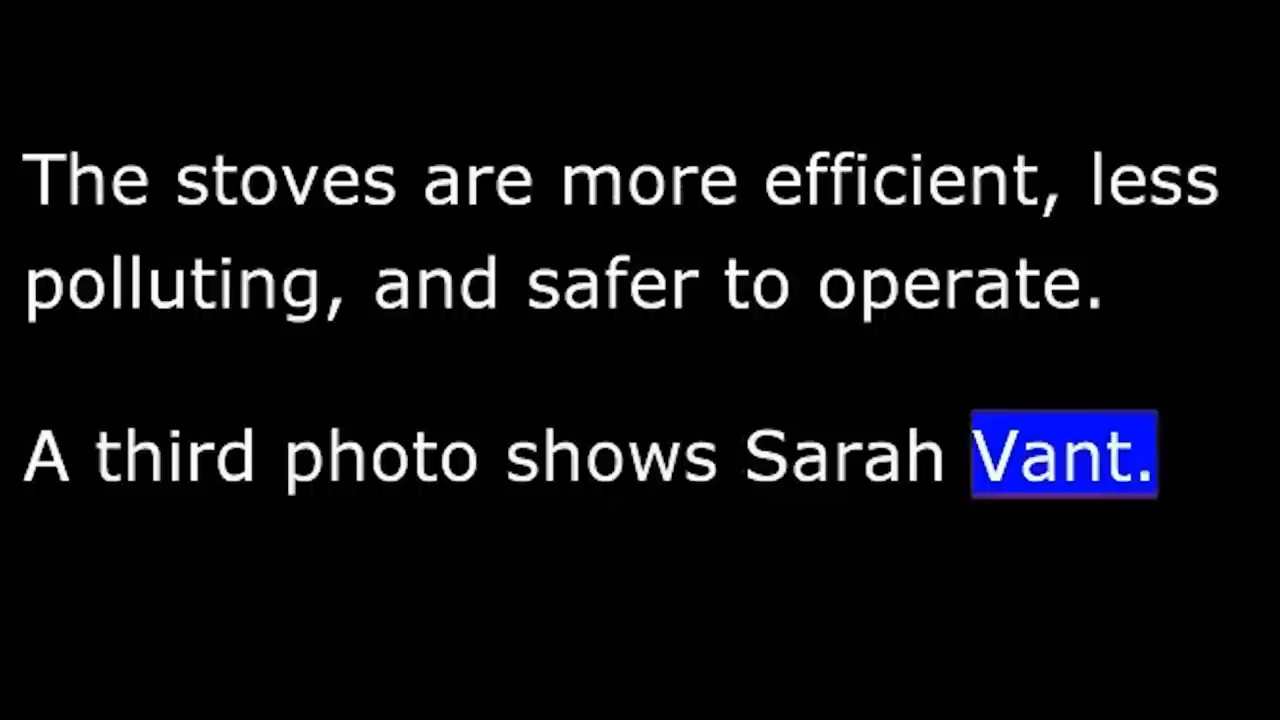 The stoves are more efficient, less
polluting, and safer to operate.
A third photo shows Sarah Vant.